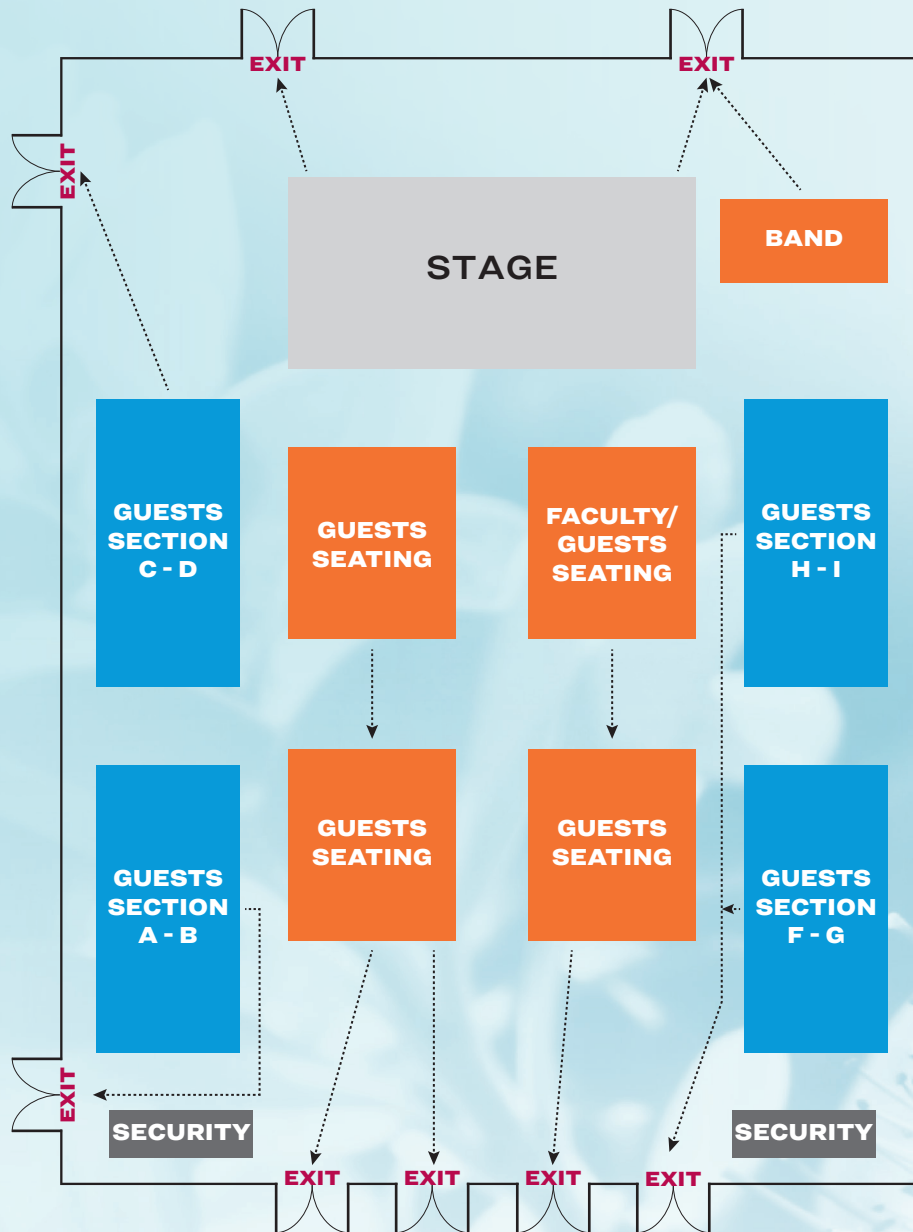 EXIT
EXIT
EXIT
STAGE
BAND
GUESTS
SECTION
C - D
GUESTS
SEATING
FACULTY/
GUESTS
SEATING
GUESTS
SECTION
H - I
GUESTS
SECTION
A - B
GUESTS
SEATING
GUESTS
SEATING
GUESTS
SECTION
F - G
EXIT
SECURITY
SECURITY
EXIT
EXIT
EXIT
EXIT